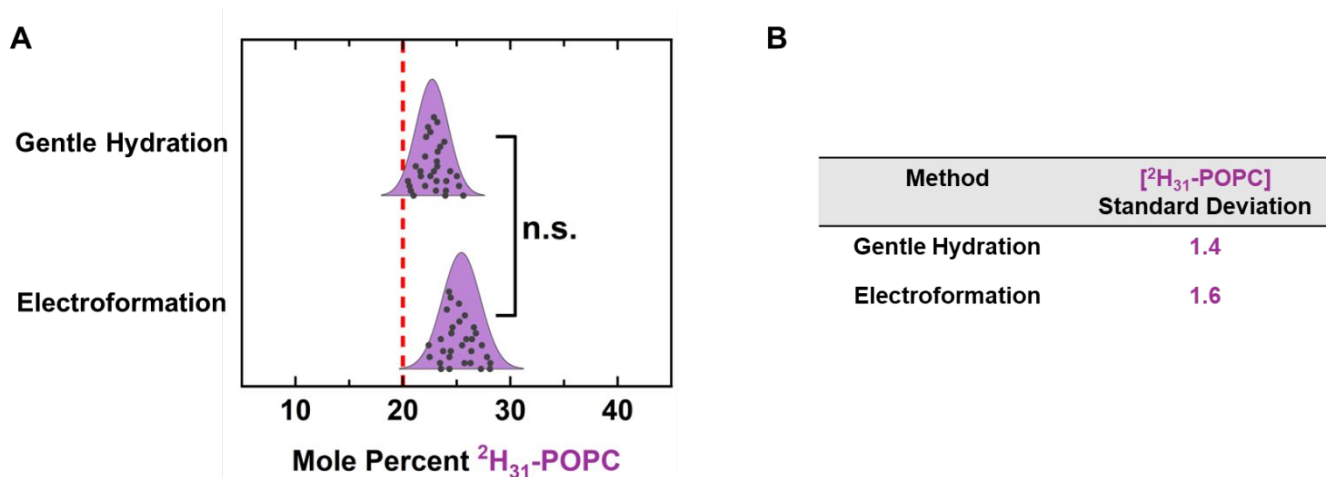 A
Gentle Hydration
Electroformation
n.s.
10 20 30 40
Mole Percent ²H₃₁-POPC
B
Method [²H₃₁-POPC]
Standard Deviation
Gentle Hydration 1.4
Electroformation 1.6